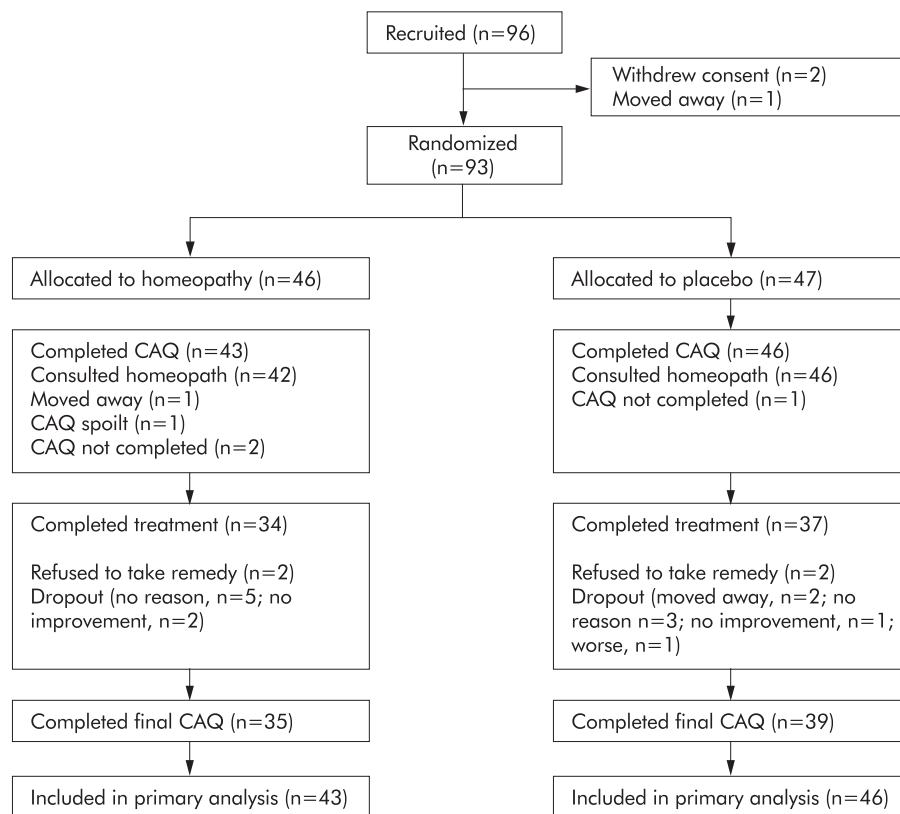 Recruited (n=96)
Withdrew consent (n=2)
Moved away (n=1)
Randomized
(n=93)
Allocated to homeopathy (n=46)
Allocated to placebo (n=47)
Completed CAQ (n=43)
Consulted homeopath (n=42)
Moved away (n=1)
CAQ spoilt (n=1)
CAQ not completed (n=2)
Completed CAQ (n=46)
Consulted homeopath (n=46)
CAQ not completed (n=1)
Completed treatment (n=34)
Refused to take remedy (n=2)
Dropout (no reason, n=5; no
improvement, n=2)
Completed treatment (n=37)
Refused to take remedy (n=2)
Dropout (moved away, n=2; no
reason n=3; no improvement, n=1;
worse, n=1)
Completed final CAQ (n=35)
Completed final CAQ (n=39)
Included in primary analysis (n=43)
Included in primary analysis (n=46)